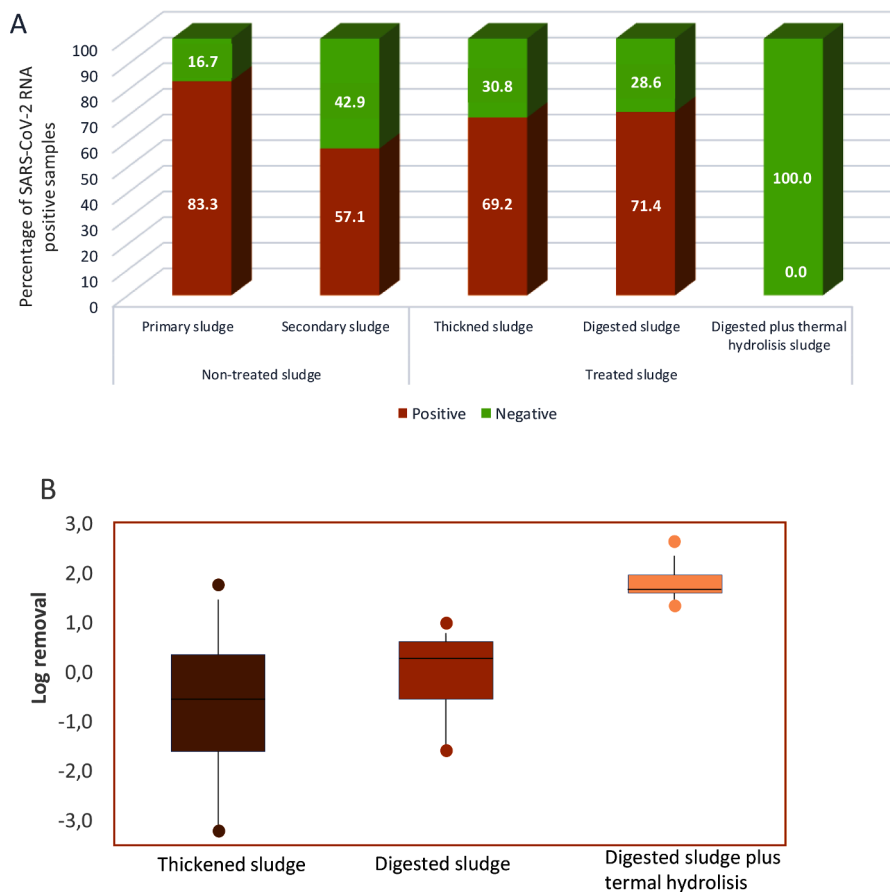 A
Percentage of SARS-CoV-2 RNA
positive samples
100
90
80
70
60
50
40
30
20
10
0
16.7
83.3
42.9
57.1
30.8
69.2
28.6
71.4
100.0
0.0
Primary sludge
Secondary sludge
Thickned sludge
Digested sludge
Digested plus thermal
hydrolisis sludge
Non-treated sludge
Treated sludge
Positive
Negative
B
Log removal
3,0
2,0
1,0
0,0
-1,0
-2,0
-3,0
Thickened sludge
Digested sludge
Digested sludge plus
termal hydrolisis